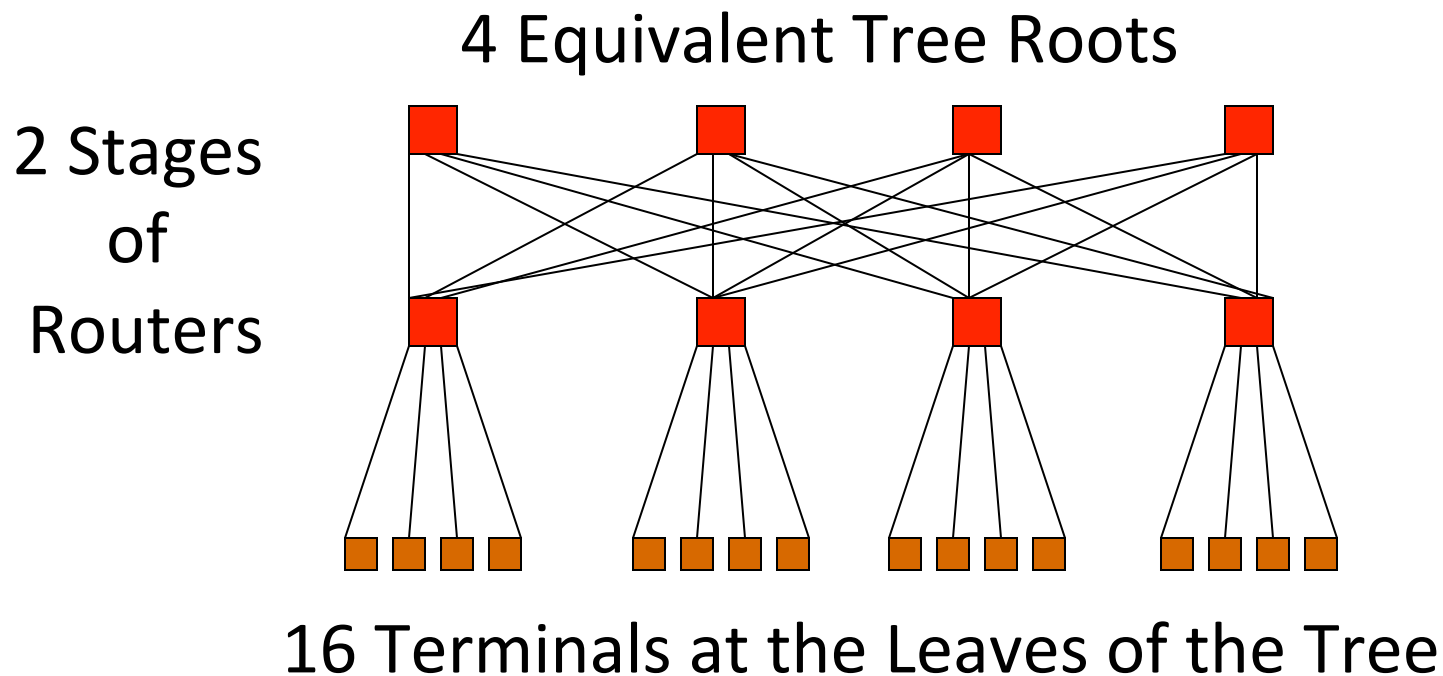 4 Equivalent Tree Roots
2 Stages
of
Routers
16 Terminals at the Leaves of the Tree